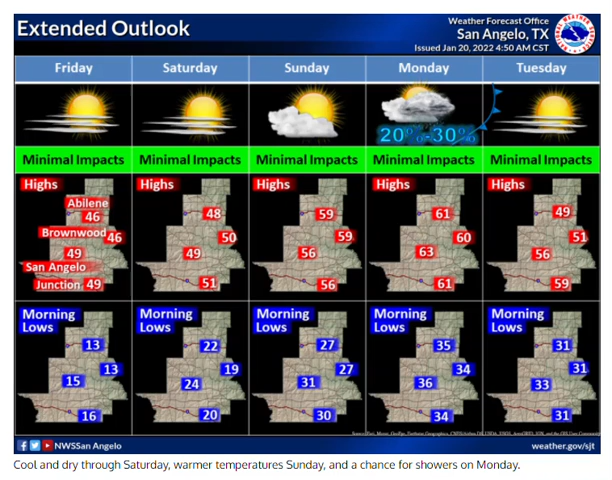 Extended Outlook
Weather Forecast Office
San Angelo, TX
Issued Jan 20, 2022 4:50 AM CST
Friday
Saturday
Sunday
Monday
Tuesday
20%-30%
Minimal Impacts
Minimal Impacts
Minimal Impacts
Minimal Impacts
Minimal Impacts
Highs
Abilene
46
Brownwood 46
49
San Angelo
Junction 49
Highs
48
50
49
51
Highs
59
59
56
56
Highs
61
60
63
61
Highs
49
51
56
59
Morning
Lows
13
13
15
16
Morning
Lows
22
19
24
20
Morning
Lows
27
27
31
30
Morning
Lows
35
34
36
34
Morning
Lows
31
31
33
31
NWSSan Angelo
weather.gov/sjt
Cool and dry through Saturday, warmer temperatures Sunday, and a chance for showers on Monday.